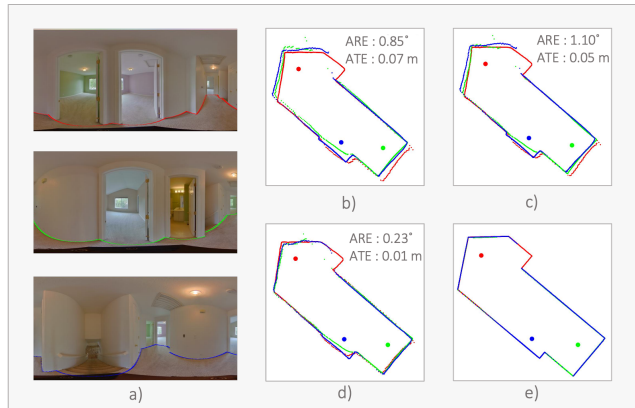 ARE : 0.85°
ATE : 0.07 m
ARE : 1.10°
ATE : 0.05 m
b)
c)
ARE : 0.23°
ATE : 0.01 m
a)
d)
e)